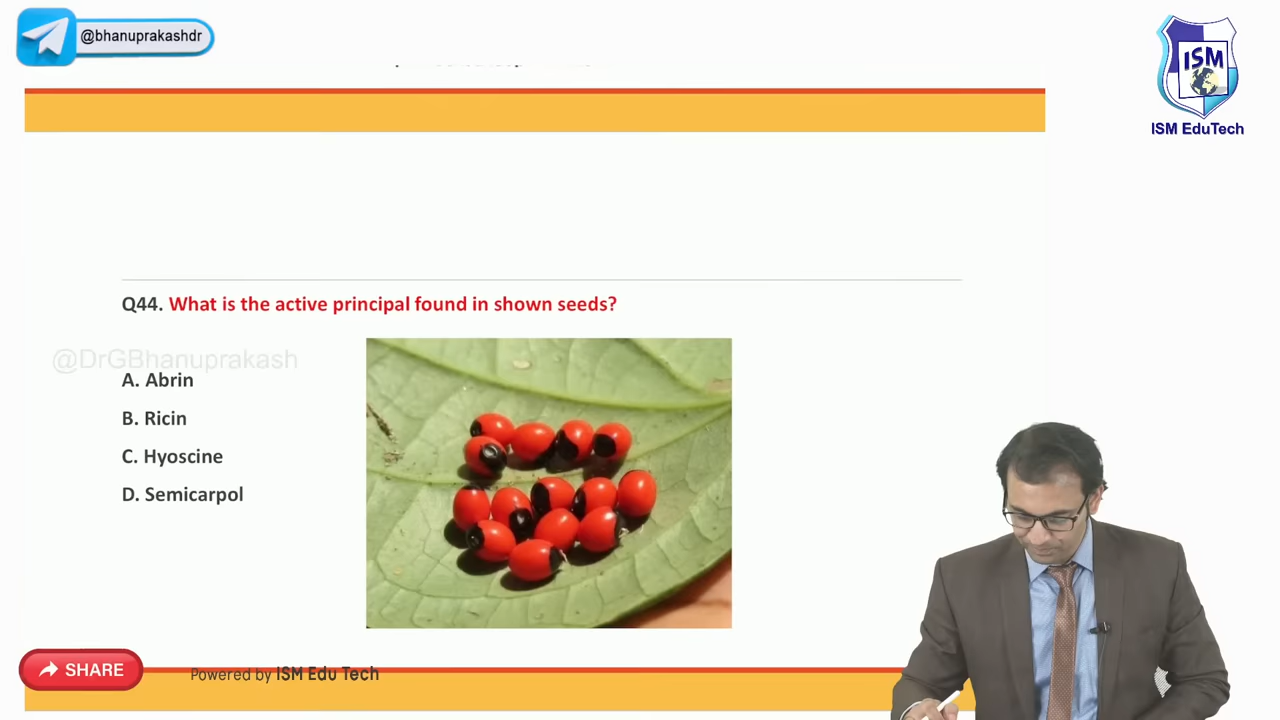 @bhanuprakashdr
ISM
ISM EduTech
Q44. What is the active principal found in shown seeds?
@DrGBhanuprakash
A. Abrin
B. Ricin
C. Hyoscine
D. Semicarpol
SHARE
Powered by ISM Edu Tech